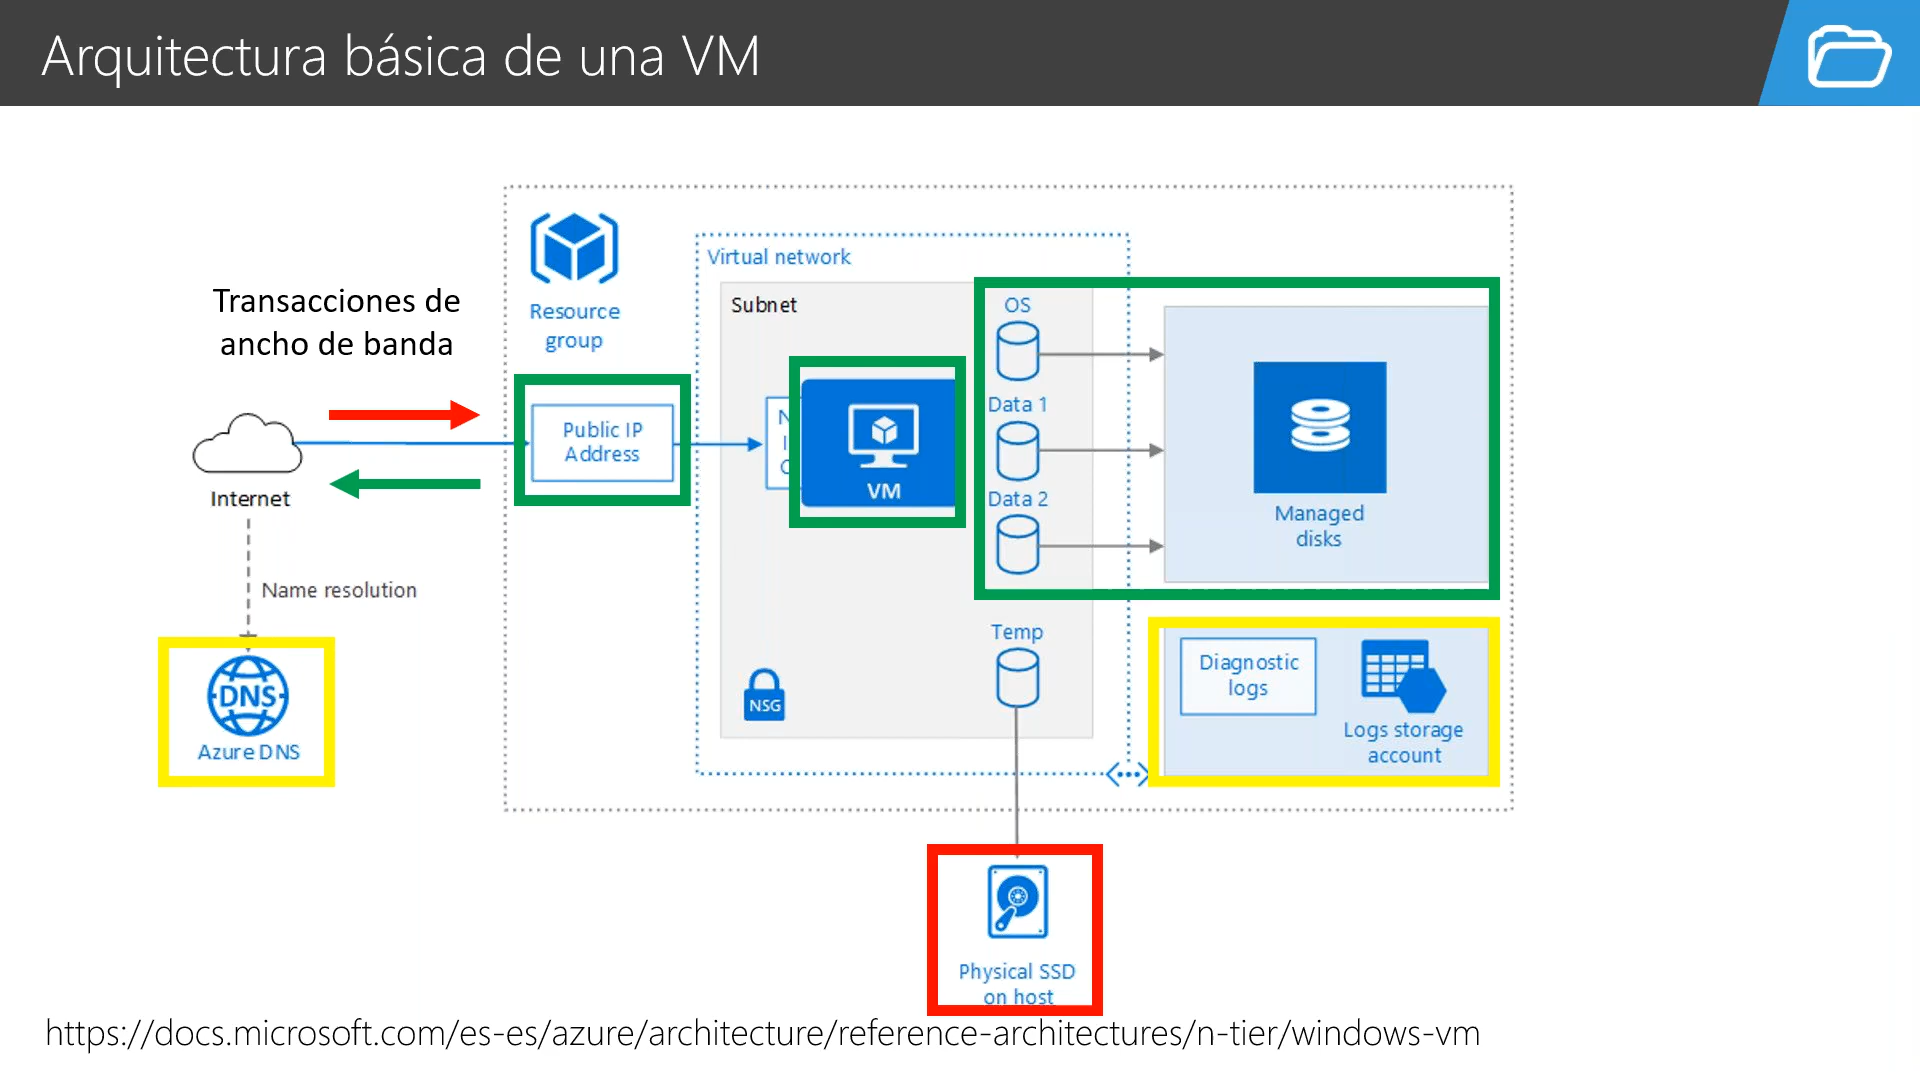 Arquitectura básica de una VM
Transacciones de
ancho de banda
Internet
Name resolution
DNS
Azure DNS
Resource
group
Public IP
Address
Virtual network
Subnet
N
I
C
VM
NSG
OS
Data 1
Data 2
Temp
Managed
disks
Diagnostic
logs
Logs storage
account
Physical SSD
on host
https://docs.microsoft.com/es-es/azure/architecture/reference-architectures/n-tier/windows-vm